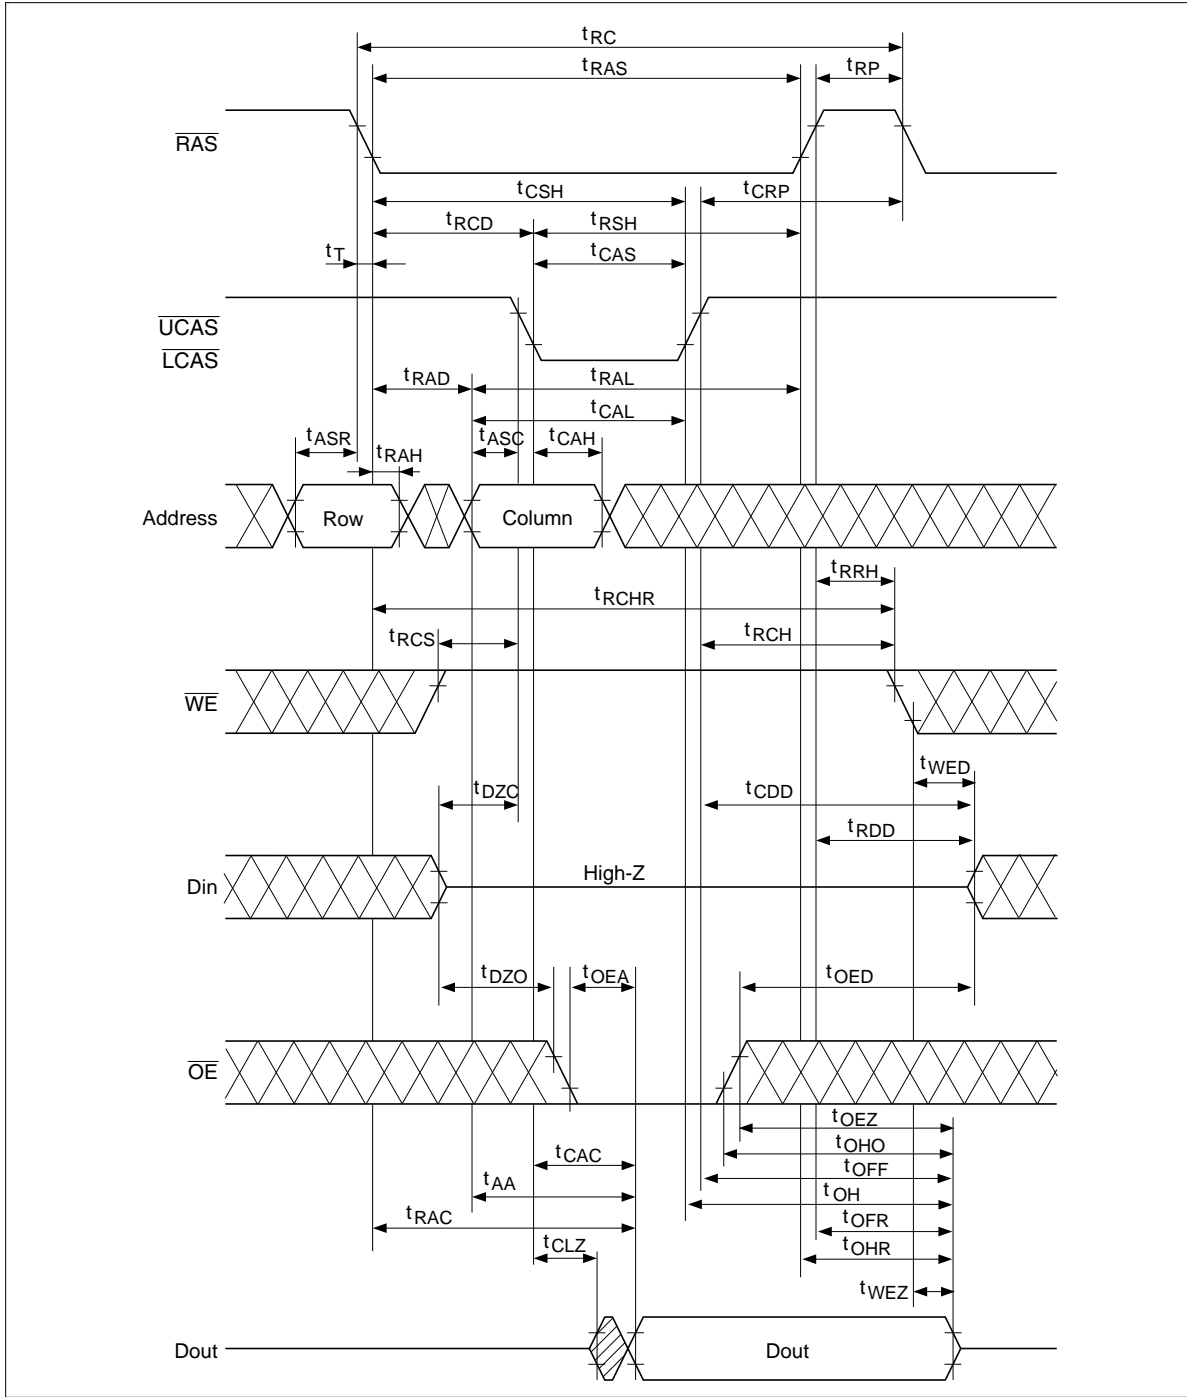 tRC
tRAS tRP
RAS
tCSH tCRP
tRCD tRSH
tT tCAS
UCAS
LCAS
tRAD tRAL
tCAL
tASR tASC tCAH
tRAH
Address Row Column
tRRH
tRCHR
tRCS tRCH
WE
tWED
tDZC tCDD
tRDD
Din High-Z
tDZO tOEA tOED
OE
tOEZ
tOHO
tCAC tOFF
tAA tOH
tRAC tOFR
tCLZ tOHR
tWEZ
Dout Dout